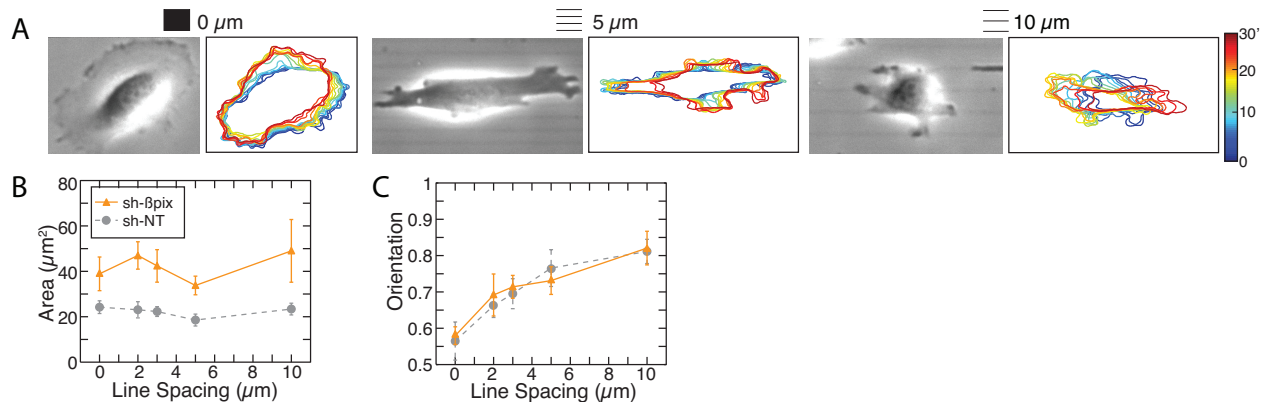 A
0 µm
5 µm
10 µm
30'
20
10
0
B
C
80
60
40
20
0
Area (µm²)
sh-βpix
sh-NT
0 2 4 6 8 10
Line Spacing (µm)
1
0.9
0.8
0.7
0.6
0.5
Orientation
0 2 4 6 8 10
Line Spacing (µm)